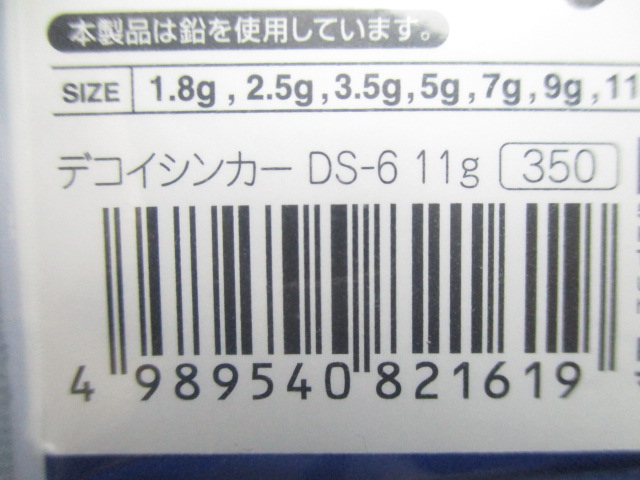 本製品は鉛を使用しています。
SIZE 1.8g , 2.5g, 3.5g, 5g, 7g, 9g, 11
デコイシンカー DS-6 11g 350
4 989540 821619